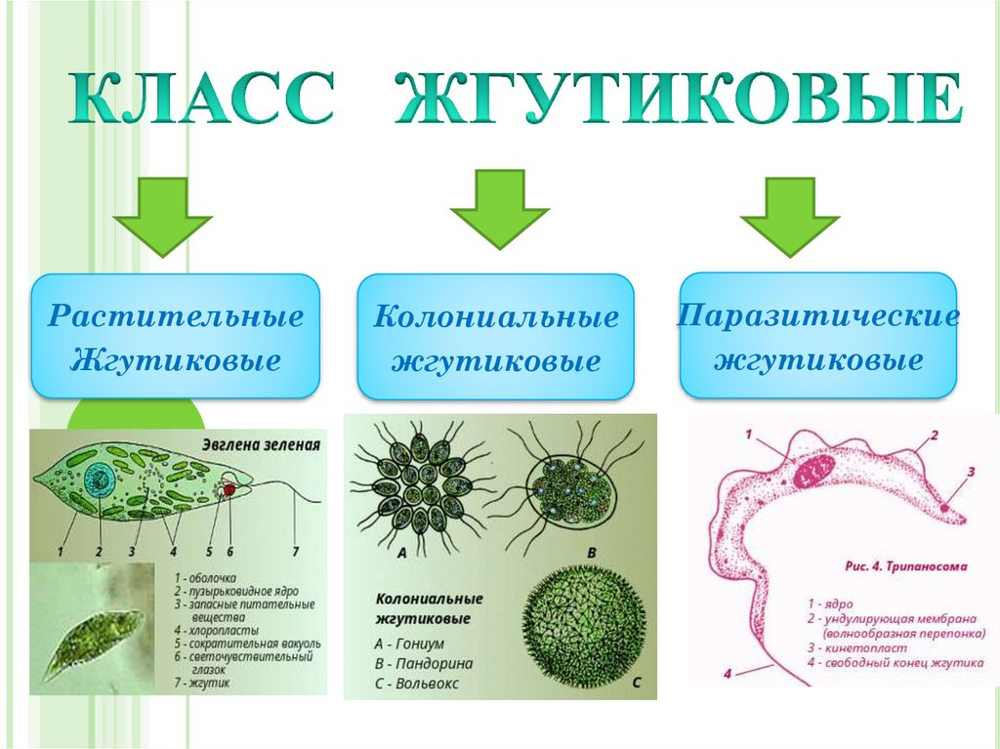 КЛАСС ЖГУТИКОВЫЕ
Растительные
Жгутиковые
Колониальные
жгутиковые
Паразитические
жгутиковые
Эвглена зеленая
1 2 3 4 5 6 7
1 - оболочка
2 - пузырьковидное ядро
3 - запасные питательные
вещества
4 - хлоропласты
5 - сократительная вакуоль
6 - светочувствительный
глазок
7 - жгутик
A B
Колониальные
жгутиковые
A - Гониум
B - Пандорина
C - Вольвокс
C
1 2
3
Рис. 4. Трипаносома
1 - ядро
2 - ундулирующая мембрана
(волнообразная перепонка)
3 - кинетопласт
4 - свободный конец жгутика
4